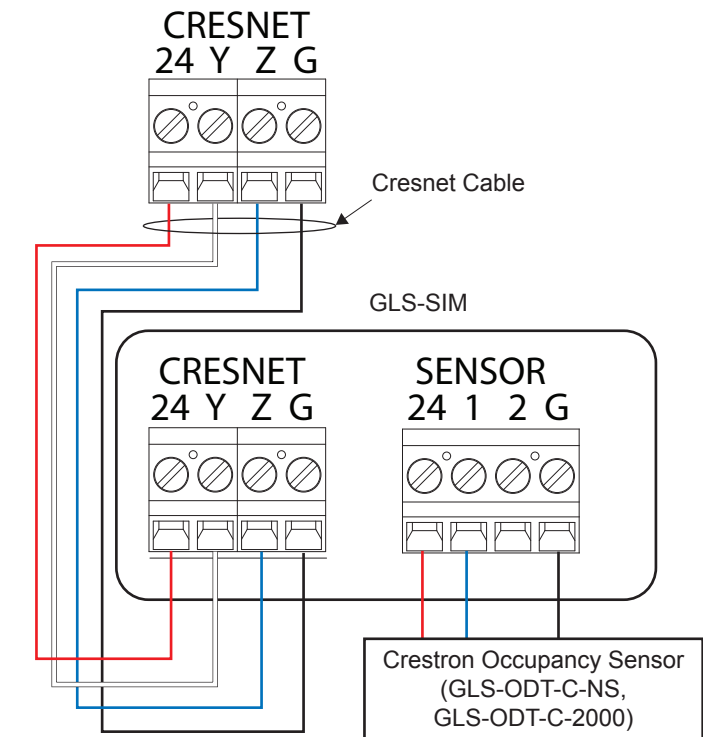 CRESNET
24 Y Z G
Cresnet Cable
GLS-SIM
CRESNET
24 Y Z G
SENSOR
24 1 2 G
Crestron Occupancy Sensor
(GLS-ODT-C-NS,
GLS-ODT-C-2000)